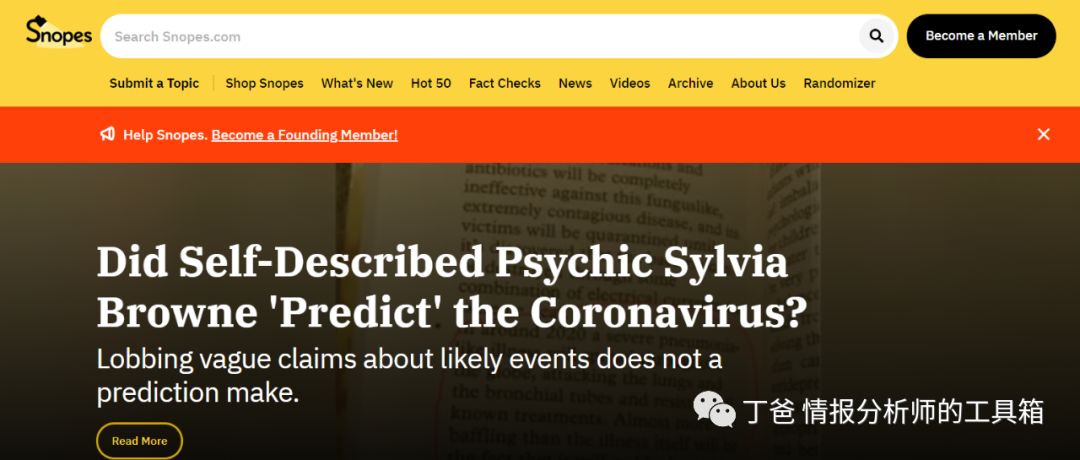 Snopes
Search Snopes.com
Become a Member
Submit a Topic
Shop Snopes
What's New
Hot 50
Fact Checks
News
Videos
Archive
About Us
Randomizer
Help Snopes. Become a Founding Member!
antibiotics will be completely
ineffective against this funguslike,
extremely contagious disease, and its
victims will be quarantined until
combination of electrical
Did Self-Described Psychic Sylvia
Browne 'Predict' the Coronavirus?
In around 2020 a severe pneumonia-
Lobbing vague claims about likely events does not a
prediction make.
the globe, attacking the lungs and
the bronchial tubes and
known treatments. Almost more
baffling than the illness itself will be
Read More
丁爸 情报分析师的工具箱